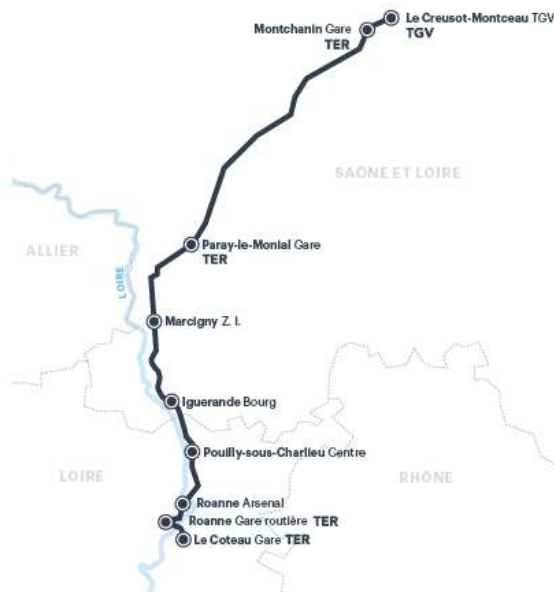 Le Creusot-Montceau TGV
TGV
Montchanin Gare
TER
SAÔNE ET LOIRE
ALLIER
LOIRE
Paray-le-Monial Gare
TER
Marcigny Z. I.
Iguerande Bourg
Pouilly-sous-Charlieu Centre
LOIRE
RHÔNE
Roanne Arsenal
Roanne Gare routière TER
Le Coteau Gare TER